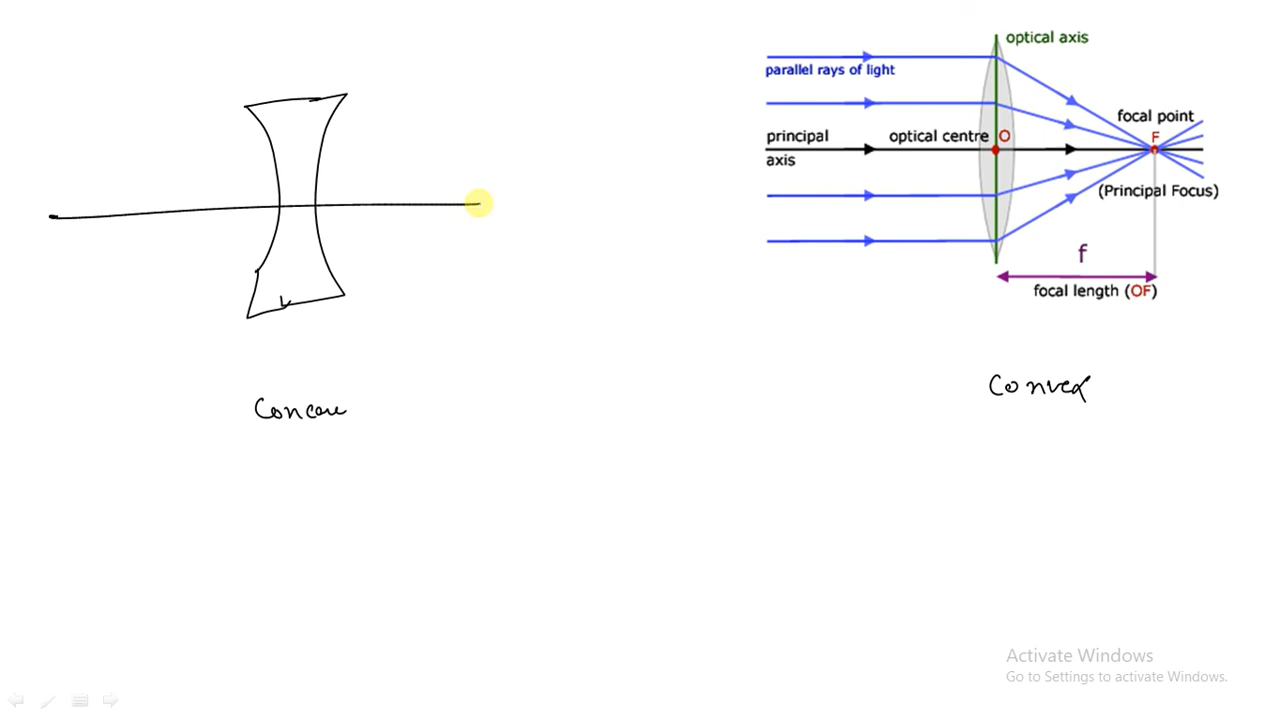 optical axis
parallel rays of light
focal point
principal
axis
optical centre O
F
(Principal Focus)
f
focal length (OF)
Convex
Concave
Activate Windows
Go to Settings to activate Windows.